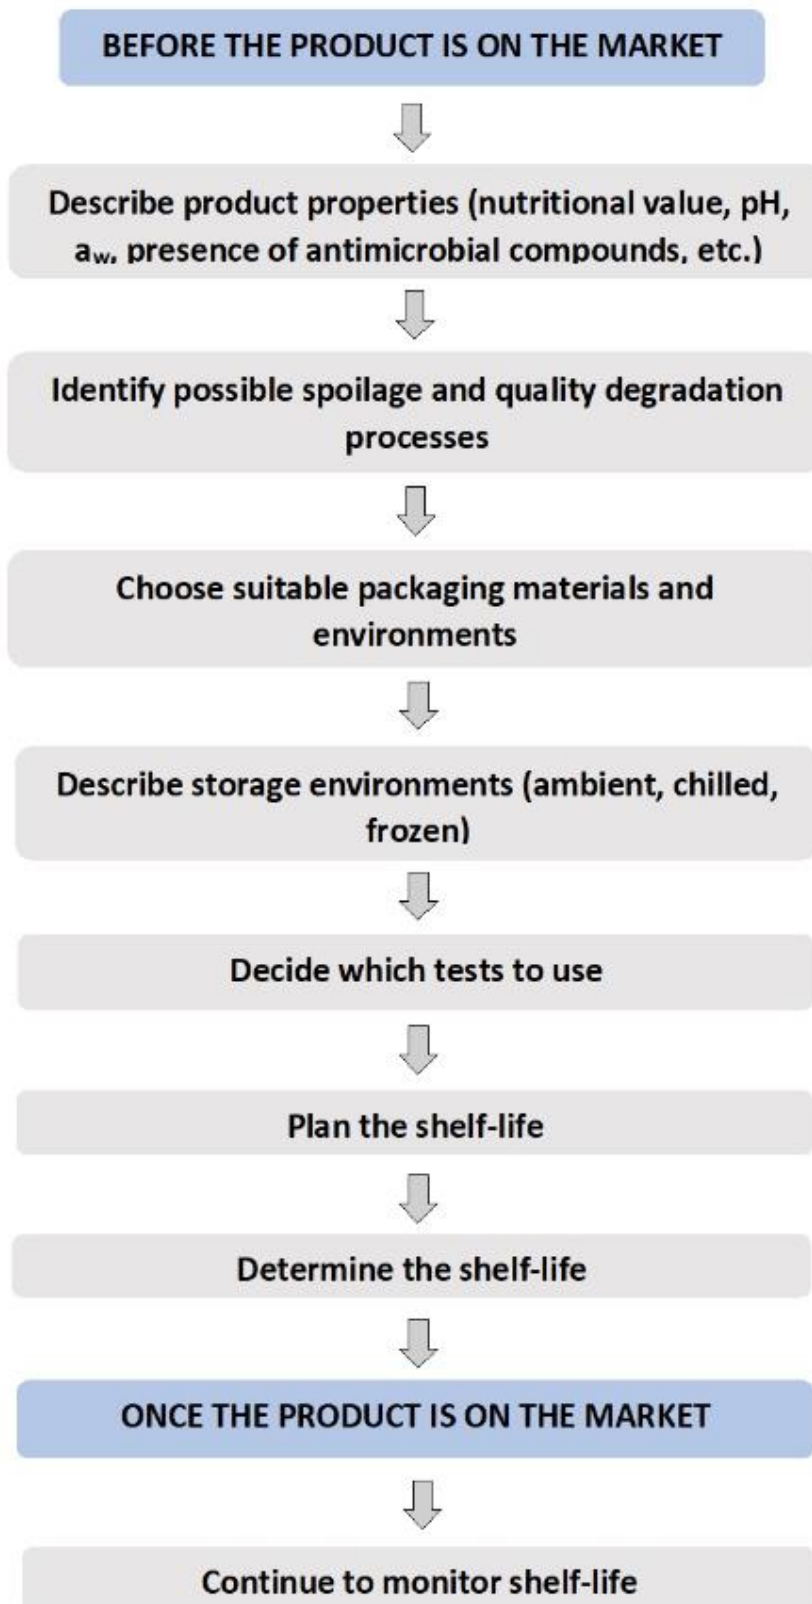 BEFORE THE PRODUCT IS ON THE MARKET
Describe product properties (nutritional value, pH,
aw, presence of antimicrobial compounds, etc.)
Identify possible spoilage and quality degradation
processes
Choose suitable packaging materials and
environments
Describe storage environments (ambient, chilled,
frozen)
Decide which tests to use
Plan the shelf-life
Determine the shelf-life
ONCE THE PRODUCT IS ON THE MARKET
Continue to monitor shelf-life